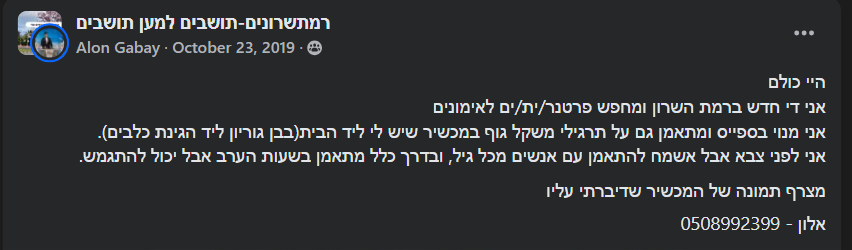 רמתשרונים-תושבים למען תושבים
Alon Gabay · October 23, 2019 ·
היי כולם
אני די חדש ברמת השרון ומחפש פרטנר/ית/ים לאימונים
אני מנוי בספייס ומתאמן גם על תרגילי משקל גוף במכשיר שיש לי ליד הבית(בבן גוריון ליד הגינת כלבים).
אני לפני צבא אבל אשמח להתאמן עם אנשים מכל גיל, ובדרך כלל מתאמן בשעות הערב אבל יכול להתגמש.
מצרף תמונה של המכשיר שדיברתי עליו
אלון - 0508992399